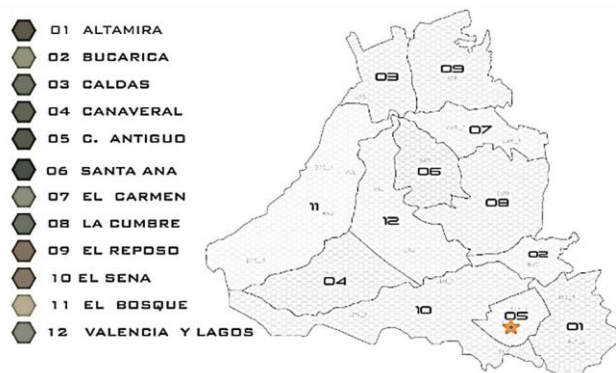 01 ALTAMIRA
02 BUCARICA
03 CALDAS
04 CANAVERAL
05 C. ANTIGUO
06 SANTA ANA
07 EL CARMEN
08 LA CUMBRE
09 EL REPOSO
10 EL SENA
11 EL BOSQUE
12 VALENCIA Y LAGOS
03
09
07
06
08
11
12
02
04
10
05
01